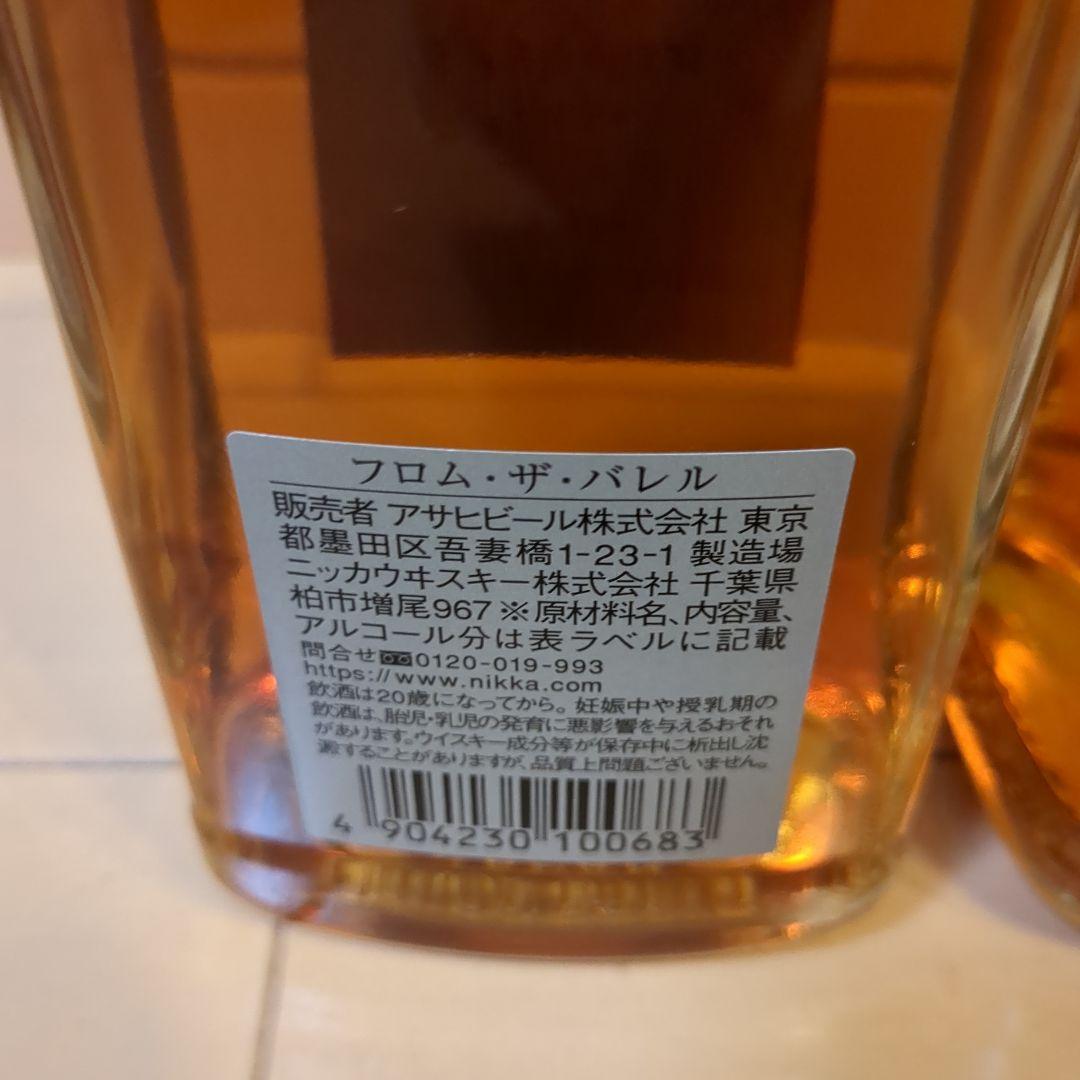 フロム・ザ・バレル
販売者 アサヒビール株式会社 東京
都墨田区吾妻橋1-23-1 製造場
ニッカウヰスキー株式会社 千葉県
柏市増尾967 ※原材料名、内容量、
アルコール分は表ラベルに記載
問合せ 0120-019-993
https://www.nikka.com
飲酒は20歳になってから。妊娠中や授乳期の
飲酒は、胎児・乳児の発育に悪影響を与えるおそれ
があります。ウイスキー成分等が保存中に析出し沈
澱することがありますが、品質上問題ございません。
4 904230 100683